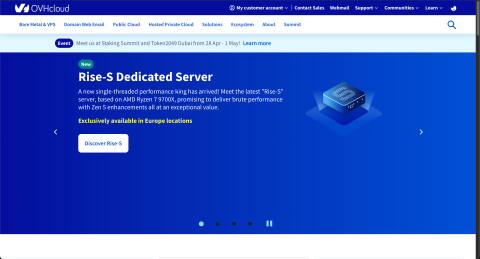 OVHcloud
My customer account
Contact Sales
Webmail
Support
Communities
Learn
Bare Metal & VPS
Domain Web Email
Public Cloud
Hosted Private Cloud
Solutions
Ecosystem
About
Summit
Event
Meet us at Staking Summit and Token2049 Dubai from 28 Apr - 1 May! Learn more
New
Rise-S Dedicated Server
A new single-threaded performance king has arrived! Meet the latest "Rise-S"
server, based on AMD Ryzen 7 9700X, promising to deliver brute performance
with Zen 5 enhancements all at an exceptional value.
Exclusively available in Europe locations
Discover Rise-S